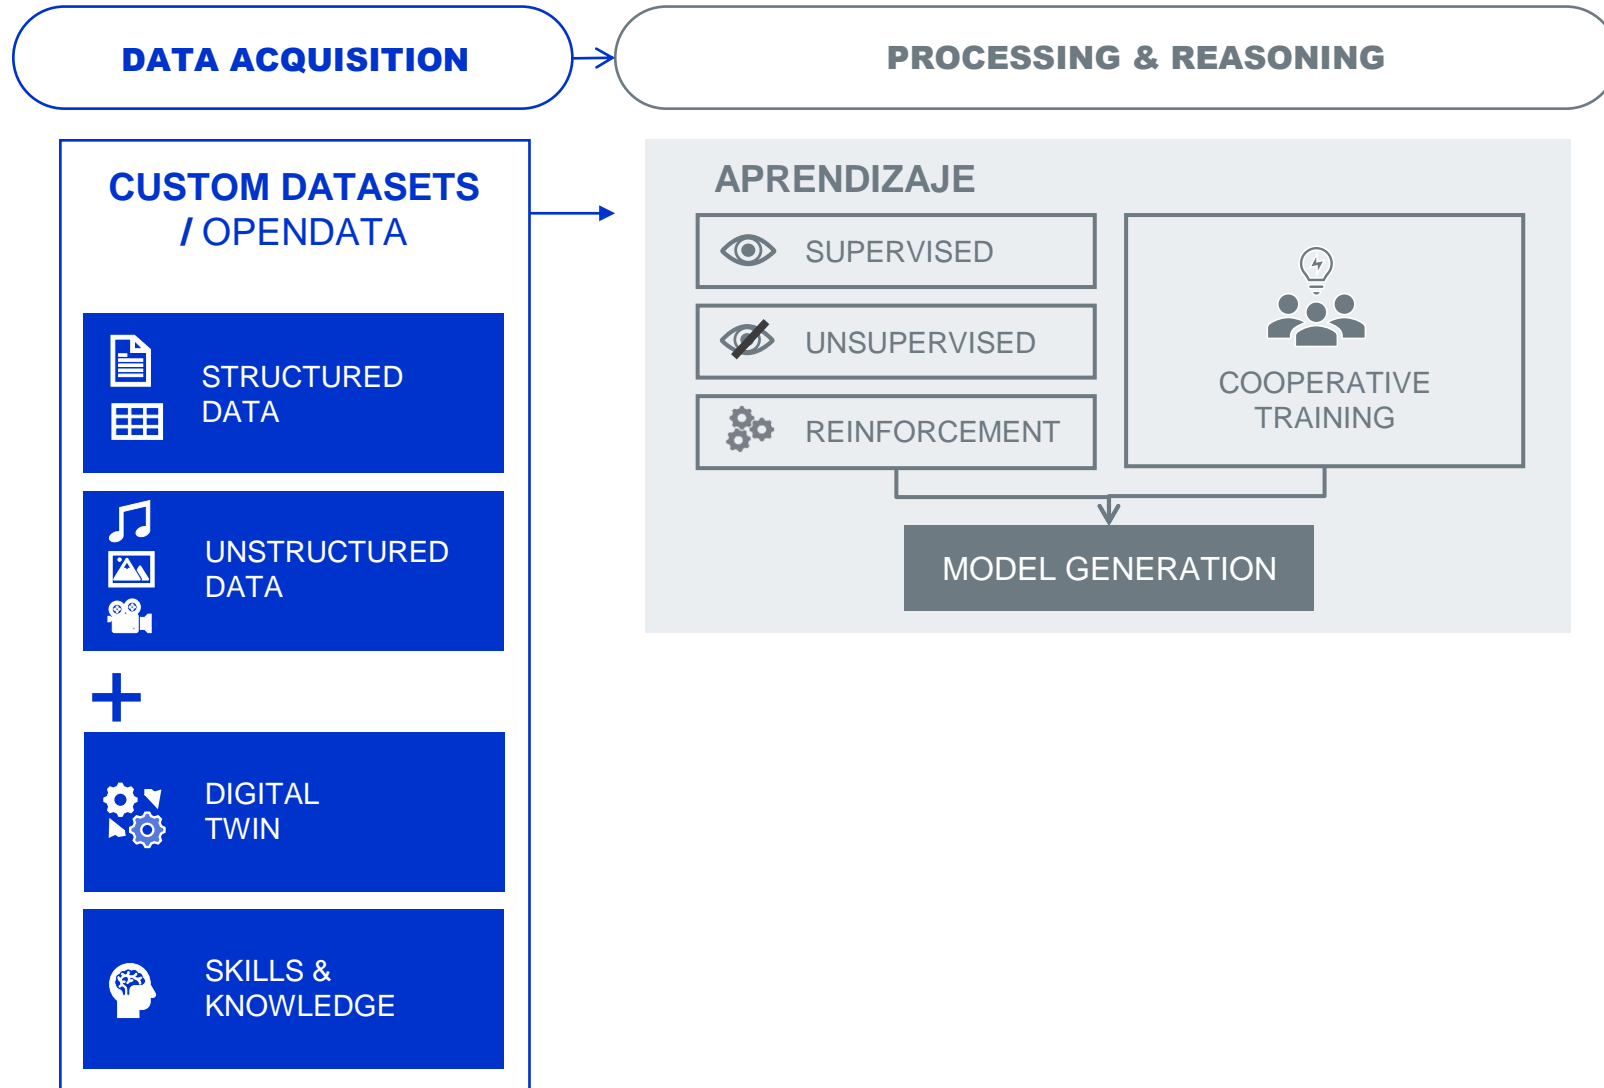 DATA ACQUISITION
PROCESSING & REASONING
CUSTOM DATASETS
/ OPENDATA
STRUCTURED
DATA
UNSTRUCTURED
DATA
DIGITAL
TWIN
SKILLS &
KNOWLEDGE
APRENDIZAJE
SUPERVISED
UNSUPERVISED
REINFORCEMENT
COOPERATIVE
TRAINING
MODEL GENERATION